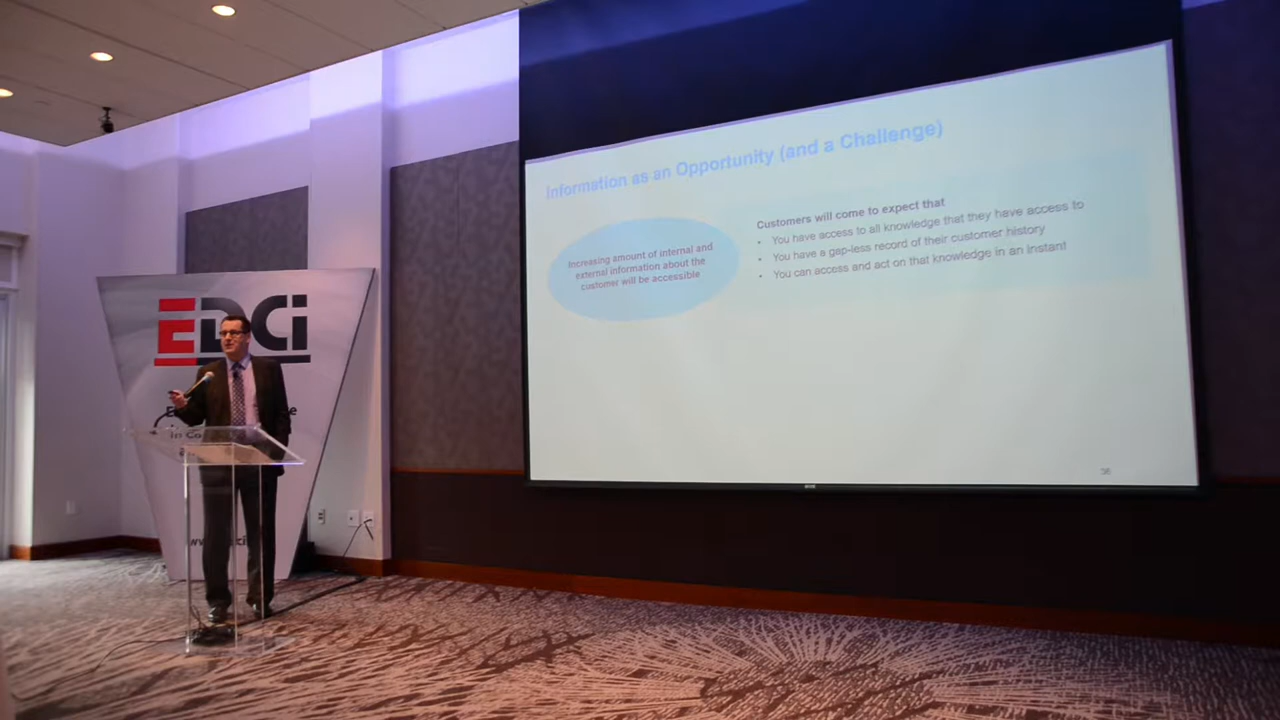 Information as an Opportunity (and a Challenge)
Increasing amount of internal and
external information about the
customer will be accessible
Customers will come to expect that
• You have access to all knowledge that they have access to
• You have a gap-less record of their customer history
• You can access and act on that knowledge in an instant
EDCi
in Co